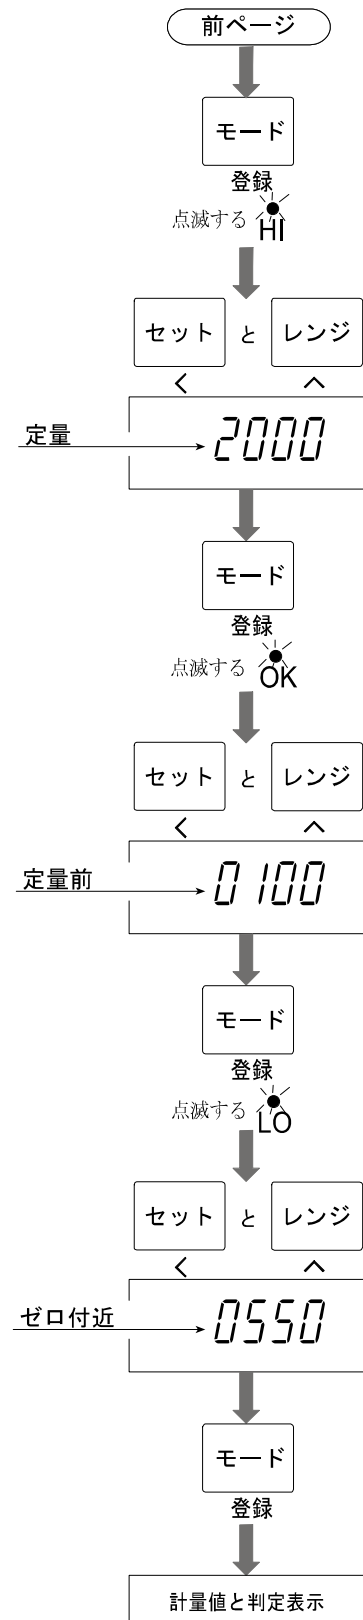 前ページ
モード
登録
点滅する
HI
セット と レンジ
定量
2000
モード
登録
点滅する
OK
セット と レンジ
定量前
0100
モード
登録
点滅する
LO
セット と レンジ
ゼロ付近
0550
モード
登録
計量値と判定表示